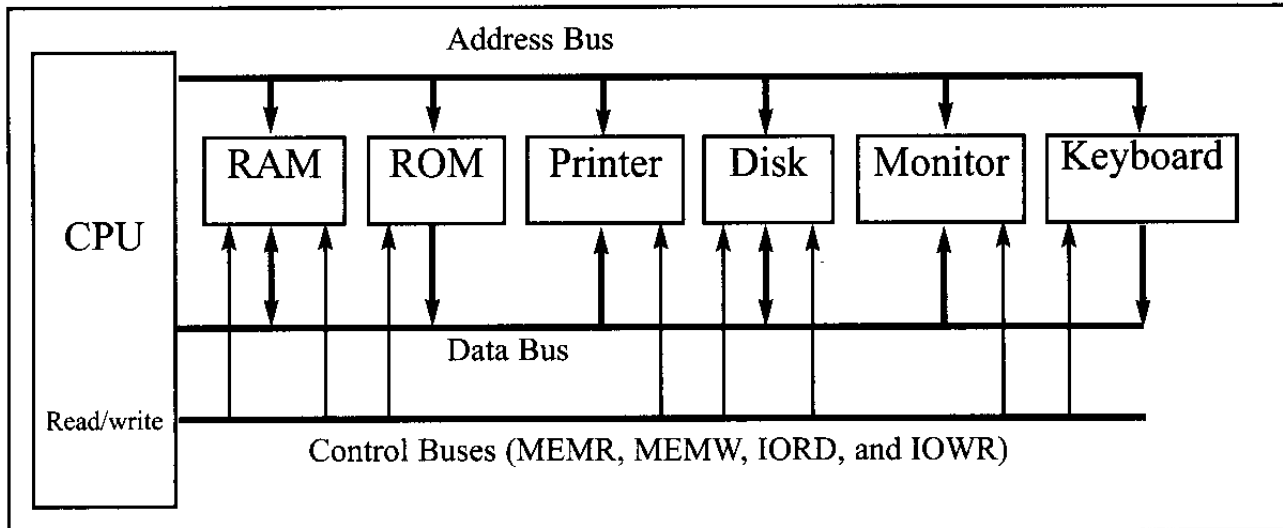 Address Bus
RAM
ROM
Printer
Disk
Monitor
Keyboard
CPU
Data Bus
Read/write
Control Buses (MEMR, MEMW, IORD, and IOWR)